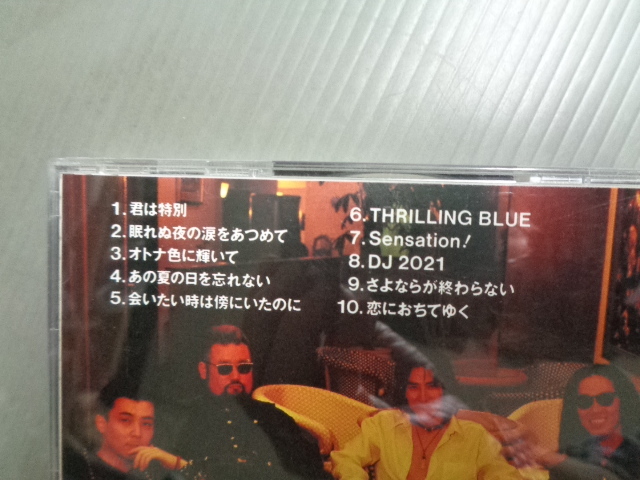 1. 君は特別
2. 眠れぬ夜の涙をあつめて
3. オトナ色に輝いて
4. あの夏の日を忘れない
5. 会いたい時は傍にいたのに
6. THRILLING BLUE
7. Sensation!
8. DJ 2021
9. さよならが終わらない
10. 恋におちてゆく